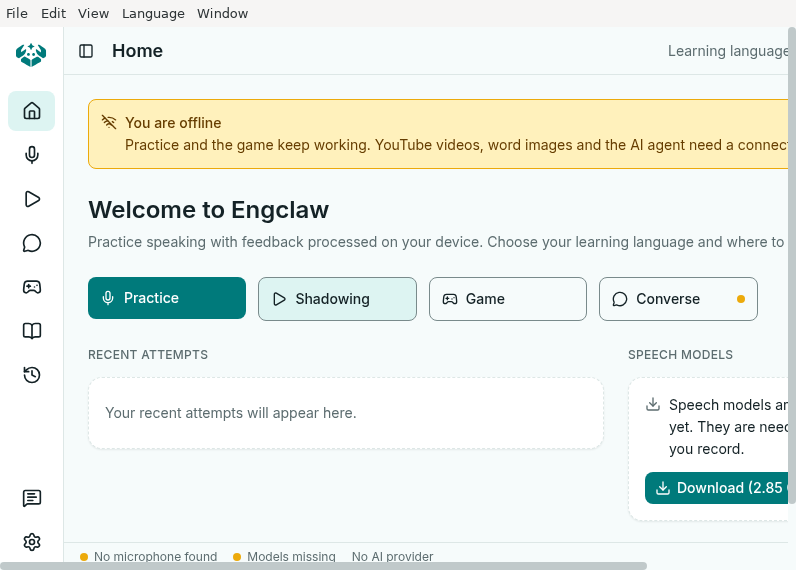 File Edit View Language Window
Home
Learning language
You are offline
Practice and the game keep working. YouTube videos, word images and the AI agent need a
Welcome to Engclaw
Practice speaking with feedback processed on your device. Choose your learning language and where to
Practice
Shadowing
Game
Converse
RECENT ATTEMPTS
SPEECH MODELS
Your recent attempts will appear here.
Speech models
yet. They are
you record.
Download (2.85
No microphone found
Models missing
No AI provider